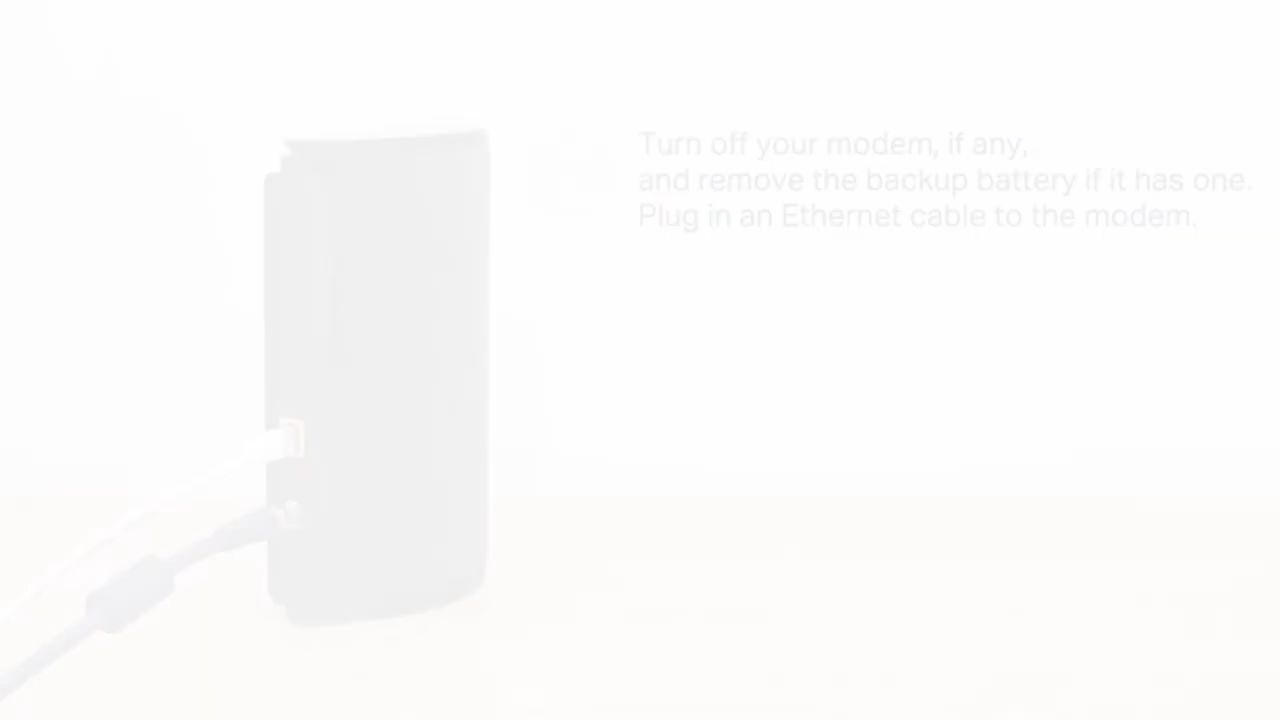 Turn off your modem, if any,
and remove the backup battery if it has one.
Plug in an Ethernet cable to the modem.